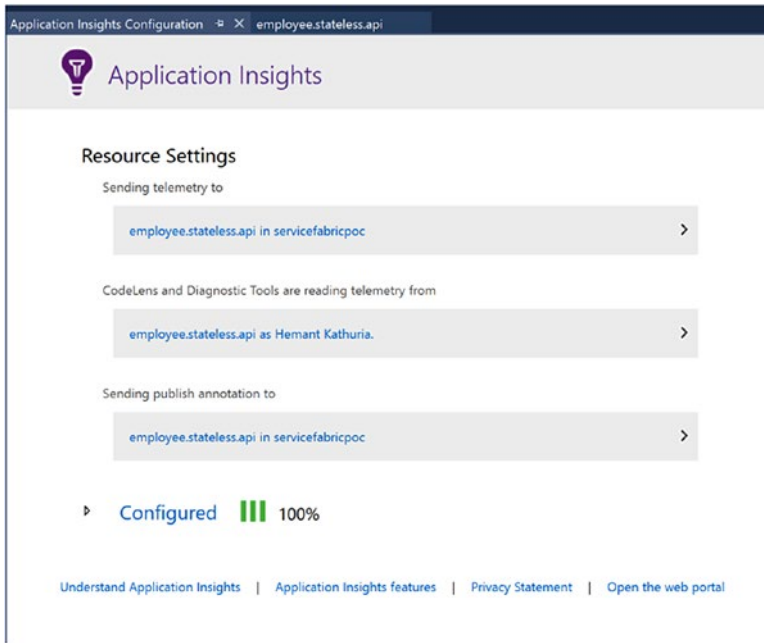 Application Insights Configuration employee.stateless.api
Application Insights
Resource Settings
Sending telemetry to
employee.stateless.api in servicefabricpoc
CodeLens and Diagnostic Tools are reading telemetry from
employee.stateless.api as Hemant Kathuria.
Sending publish annotation to
employee.stateless.api in servicefabricpoc
Configured 100%
Understand Application Insights | Application Insights features | Privacy Statement | Open the web portal